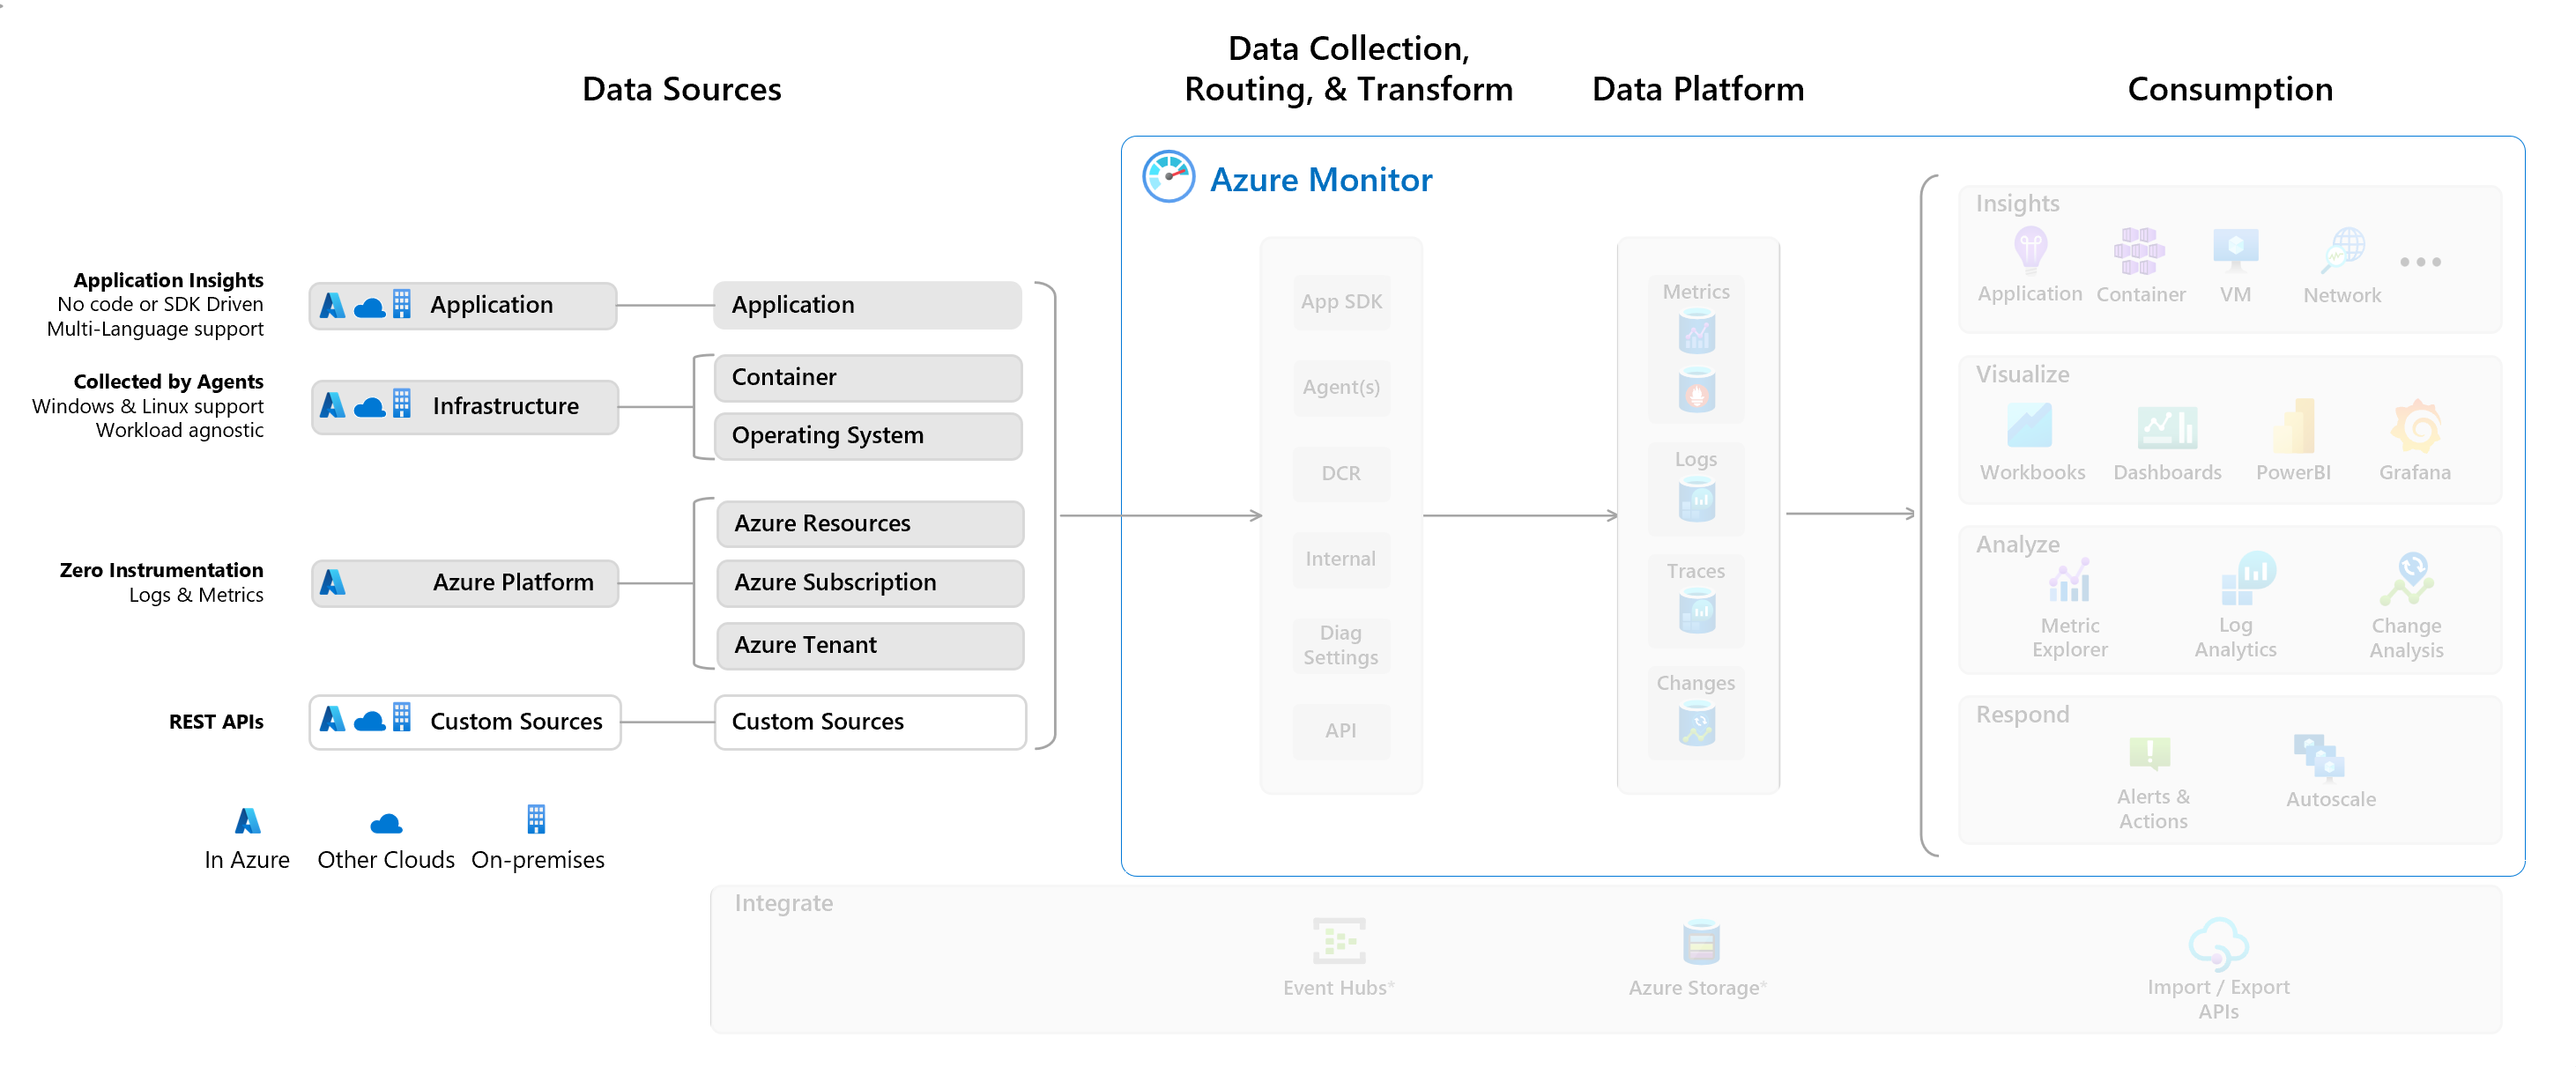 Data Sources
Data Collection,
Routing, & Transform
Data Platform
Consumption
Azure Monitor
Application Insights
No code or SDK Driven
Multi-Language support
Application
Application
Collected by Agents
Windows & Linux support
Workload agnostic
Infrastructure
Container
Operating System
Zero Instrumentation
Logs & Metrics
Azure Platform
Azure Resources
Azure Subscription
Azure Tenant
REST APIs
Custom Sources
Custom Sources
In Azure
Other Clouds
On-premises
App SDK
Agent(s)
DCR
Internal
Diag
Settings
API
Metrics
Logs
Traces
Changes
Insights
Application
Container
VM
Network
Visualize
Workbooks
Dashboards
PowerBI
Grafana
Analyze
Metric
Explorer
Log
Analytics
Change
Analysis
Respond
Alerts &
Actions
Autoscale
Integrate
Event Hubs*
Azure Storage*
Import / Export
APIs